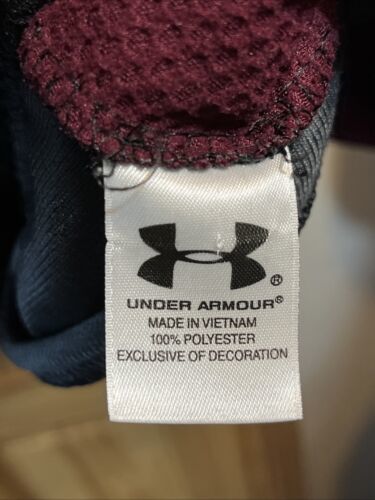 ®
UNDER ARMOUR®
MADE IN VIETNAM
100% POLYESTER
EXCLUSIVE OF DECORATION